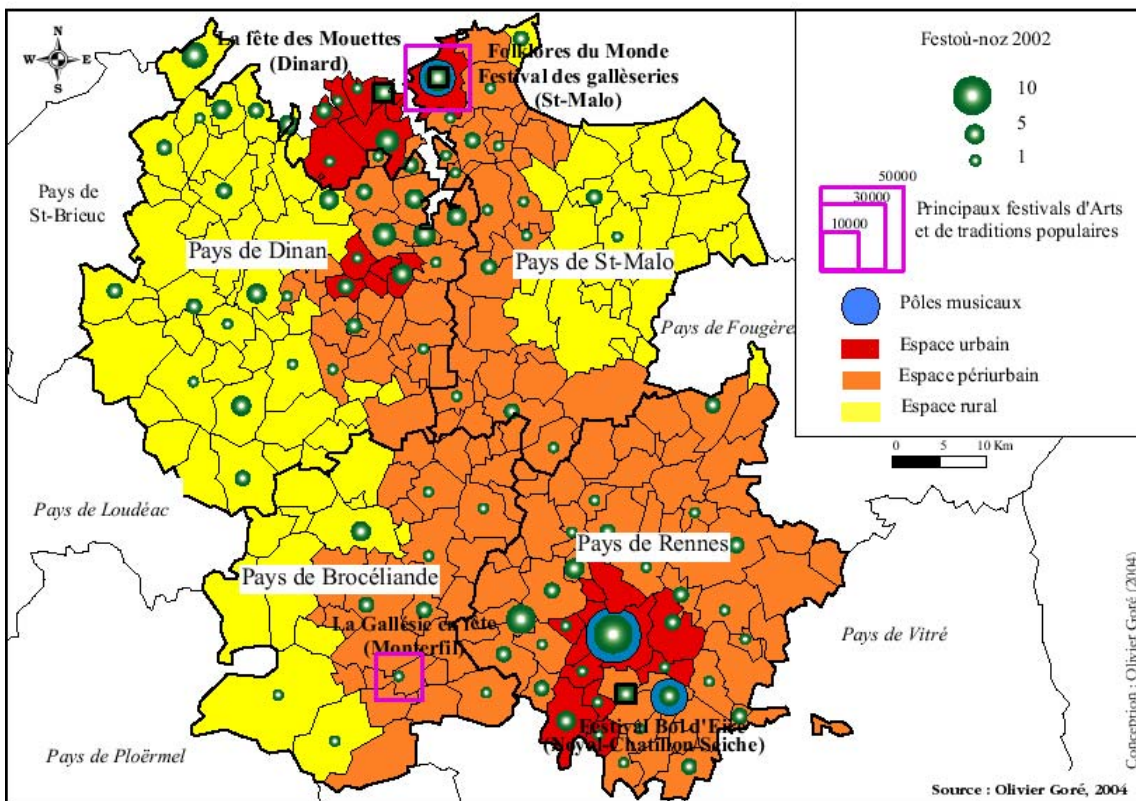 N
W E
S
La fête des Mouettes
(Dinard)
Folklores du Monde
Festival des gallèseries
(St-Malo)
Pays de
St-Brieuc
Pays de Dinan
Pays de St-Malo
Pays de Fougère
Pays de Loudéac
Pays de Brocéliande
Pays de Rennes
La Gallésie en fête
(Monterfil)
Pays de Vitré
Festival Bol d'Eire
(Noyal-Chatillon/Seiche)
Pays de Ploërmel
Festoù-noz 2002
10
5
1
50000
30000
10000
Principaux festivals d'Arts
et de traditions populaires
Pôles musicaux
Espace urbain
Espace périurbain
Espace rural
0 5 10 Km
Conception : Olivier Goré (2004)
Source : Olivier Goré, 2004